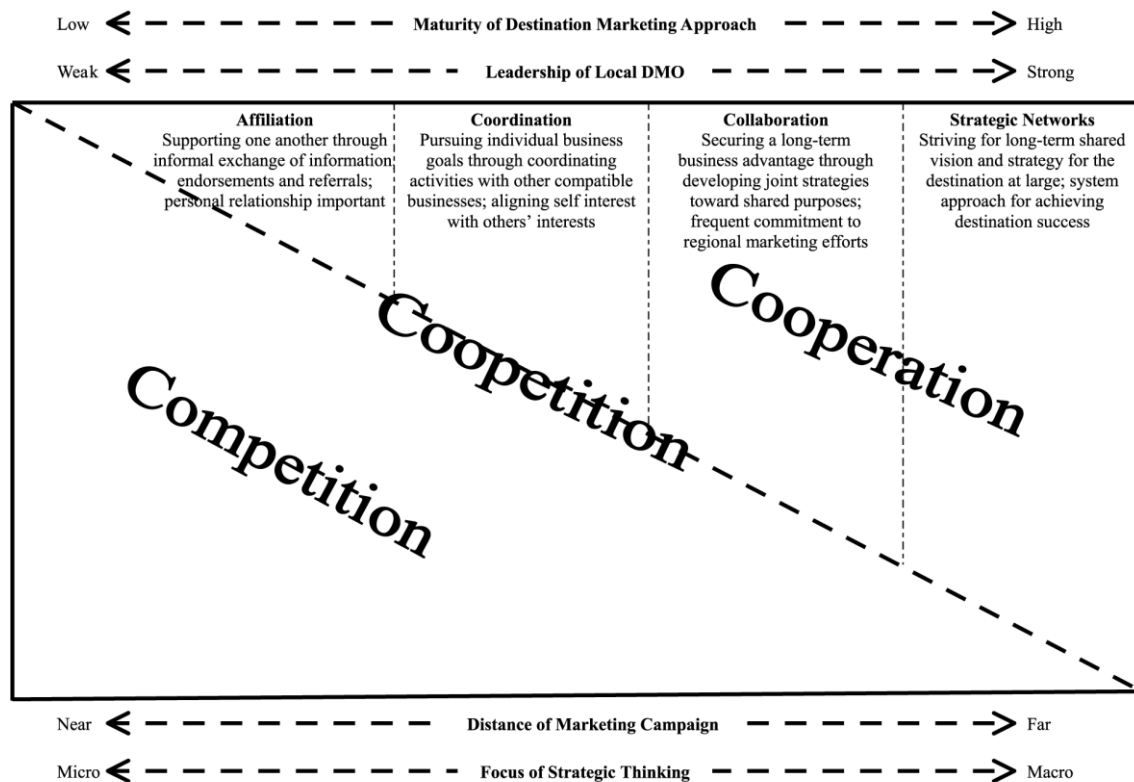 Low Maturity of Destination Marketing Approach High
Weak Leadership of Local DMO Strong
Affiliation
Supporting one another through
informal exchange of information
endorsements and referrals;
personal relationship important
Coordination
Pursuing individual business
goals through coordinating
activities with other compatible
businesses; aligning self interest
with others’ interests
Collaboration
Securing a long-term
business advantage through
developing joint strategies
toward shared purposes;
frequent commitment to
regional marketing efforts
Strategic Networks
Striving for long-term shared
vision and strategy for the
destination at large; system
approach for achieving
destination success
Competition
Coopetition
Cooperation
Near Distance of Marketing Campaign Far
Micro Focus of Strategic Thinking Macro